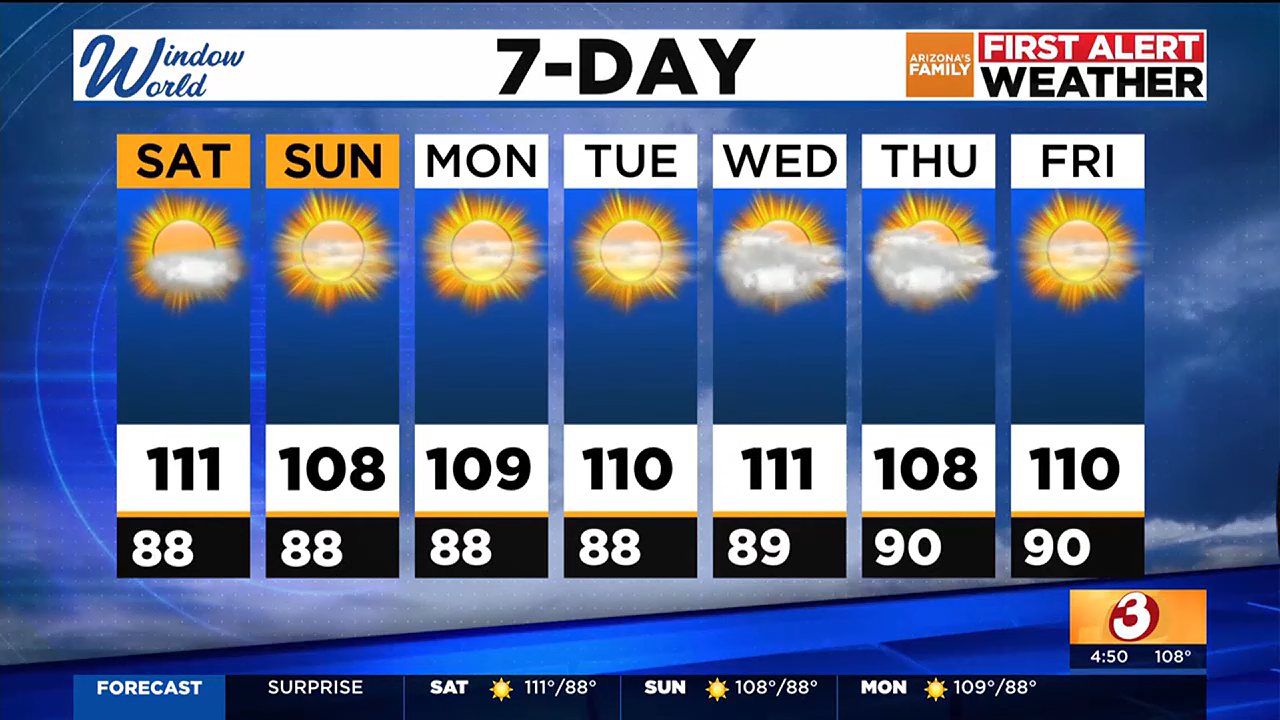 Window World
7-DAY
ARIZONA'S FAMILY
FIRST ALERT
WEATHER
SAT SUN MON TUE WED THU FRI
111 108 109 110 111 108 110
88 88 88 88 89 90 90
3
4:50 108°
FORECAST SURPRISE SAT 111°/88° SUN 108°/88° MON 109°/88°